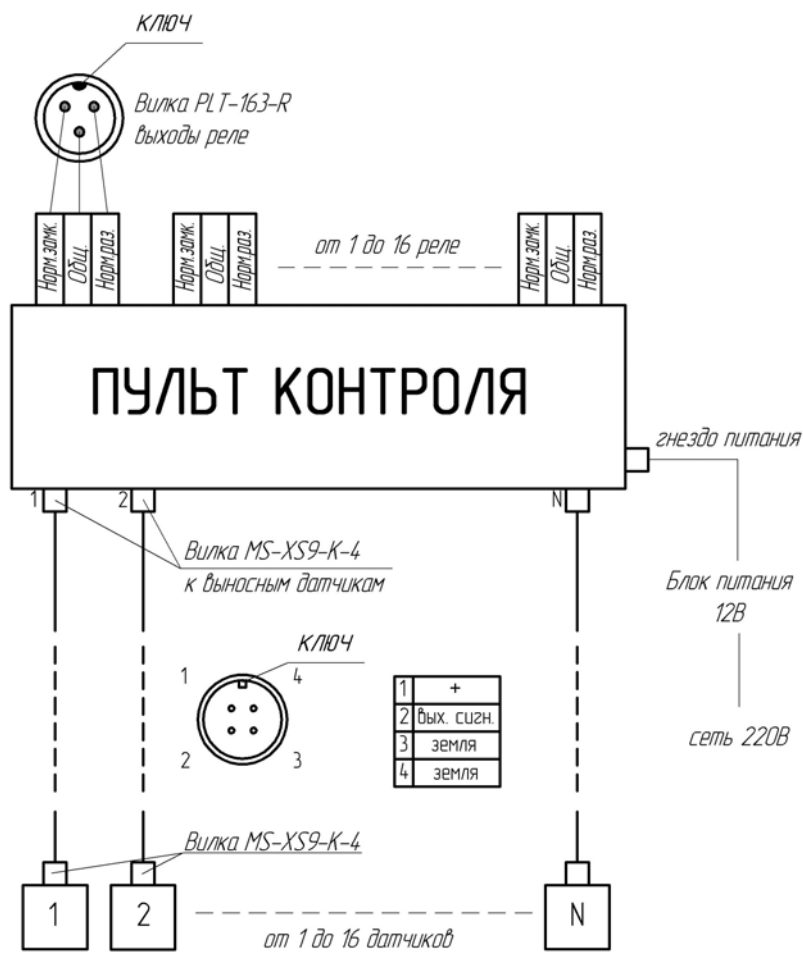 КЛЮЧ
Вилка PLT-163-R
выходы реле
Норм.замк.
Общ.
Норм.раз.
Норм.замк.
Общ.
Норм.раз.
от 1 до 16 реле
Норм.замк.
Общ.
Норм.раз.
ПУЛЬТ КОНТРОЛЯ
гнездо питания
1
2
N
Вилка MS-XS9-K-4
к выносным датчикам
Блок питания
12В
КЛЮЧ
1
4
2
3
1 +
2 вых. сигн.
3 земля
4 земля
сеть 220В
Вилка MS-XS9-K-4
1
2
N
от 1 до 16 датчиков